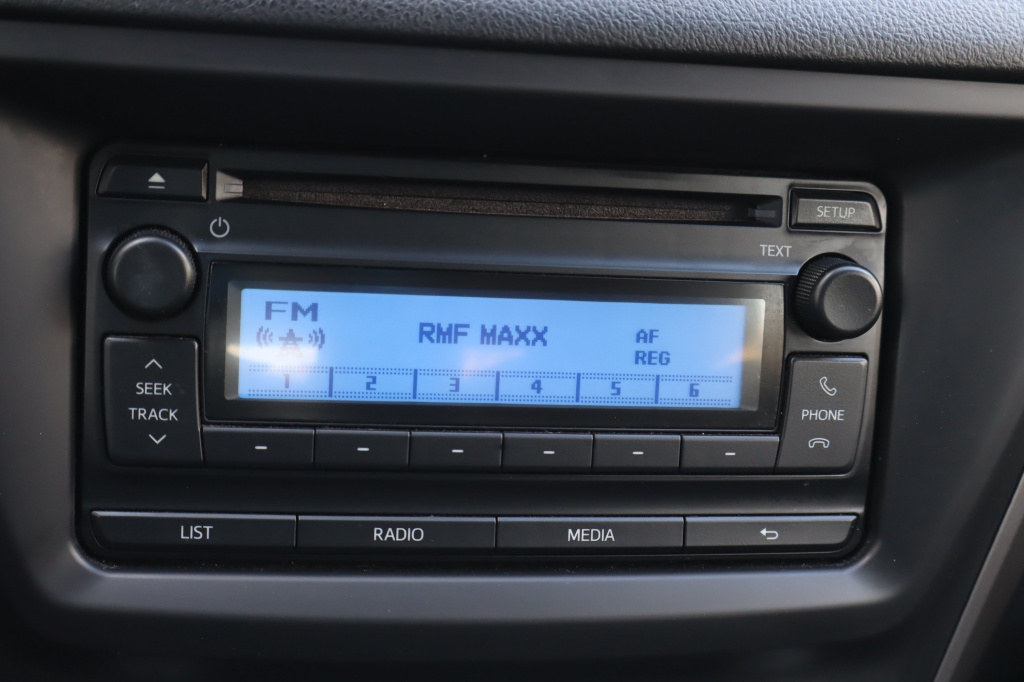 SETUP
TEXT
FM
RMF MAXX
AF
REG
1 2 3 4 5 6
SEEK
TRACK
PHONE
LIST RADIO MEDIA